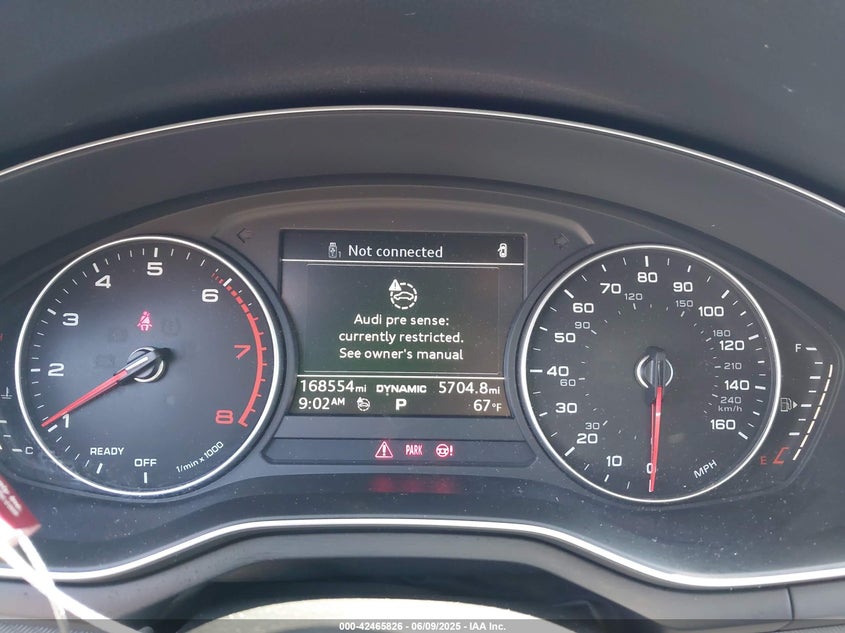 Not connected
Audi pre sense:
currently restricted.
See owner's manual
168554mi DYNAMIC 5704.8mi
9:02AM P 67°F
PARK
1 2 3 4 5 6 7 8
READY
OFF
1/min x 1000
C
0 10 20 30 40 50 60 70 80 90 100 120 140 160
30 60 90 120 150 180 210 240
km/h
MPH
F
E
000-42465826 - 06/09/2025 - IAA Inc.